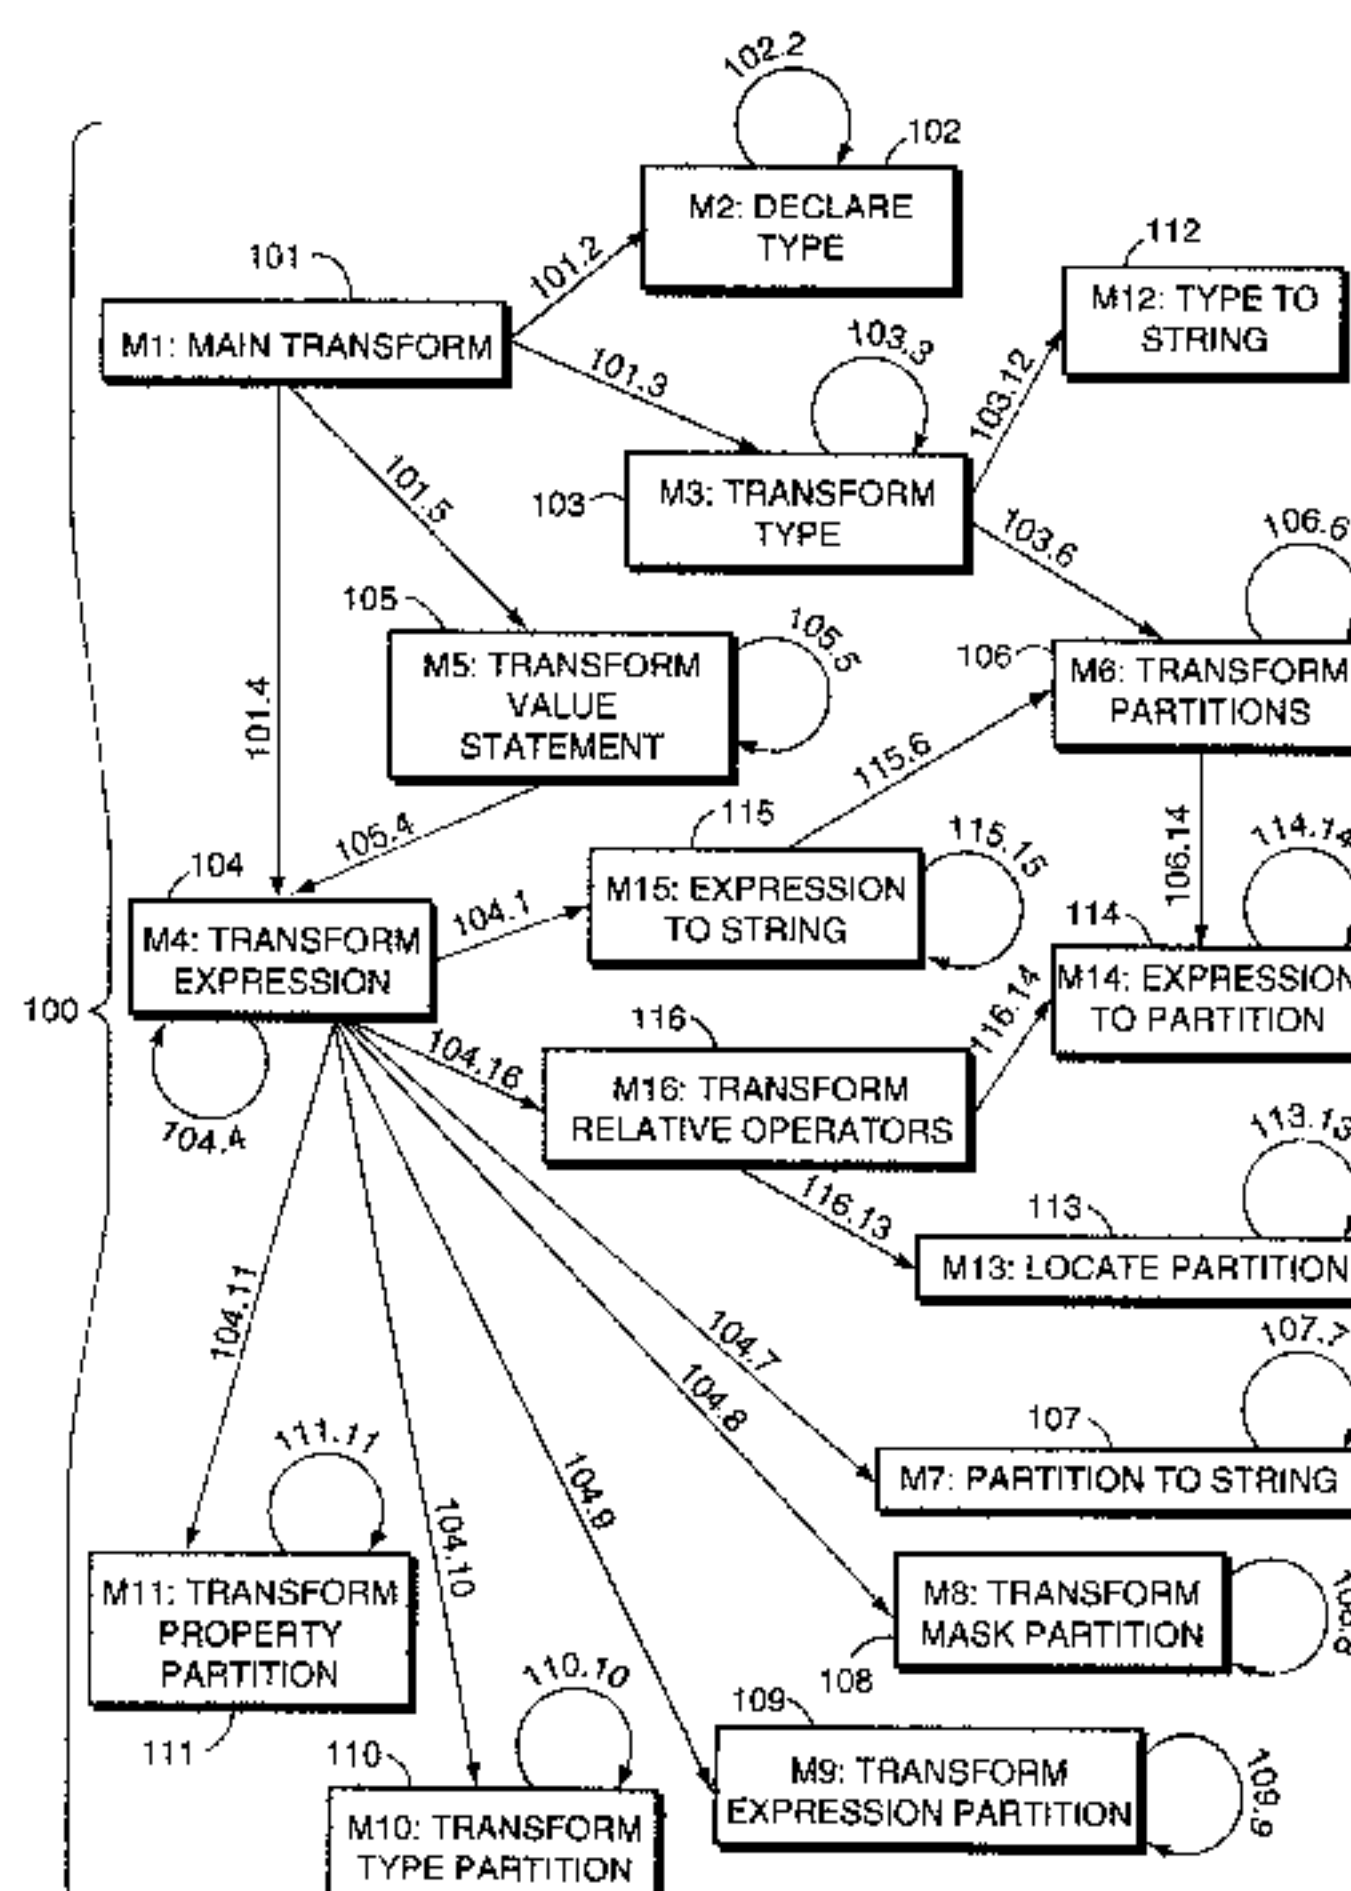 102.2
102
M2: DECLARE
TYPE
101
M1: MAIN TRANSFORM
101.2
101.3
112
M12: TYPE TO
STRING
103.3
103.12
103
M3: TRANSFORM
TYPE
101.5
103.6
106.6
105
M5: TRANSFORM
VALUE
STATEMENT
105.5
106
M6: TRANSFORM
PARTITIONS
101.4
115.6
105.4
115
115.15
106.14
114.14
104
M4: TRANSFORM
EXPRESSION
104.1
M15: EXPRESSION
TO STRING
114
M14: EXPRESSION
TO PARTITION
100
104.16
116
116.14
M16: TRANSFORM
RELATIVE OPERATORS
704.4
113.13
116.13
113
M13: LOCATE PARTITION
104.11
104.7
104.8
107.7
107
M7: PARTITION TO STRING
111.11
104.10
104.9
M11: TRANSFORM
PROPERTY
PARTITION
111
M8: TRANSFORM
MASK PARTITION
108
108.8
110.10
110
M10: TRANSFORM
TYPE PARTITION
109
M9: TRANSFORM
EXPRESSION PARTITION
109.9